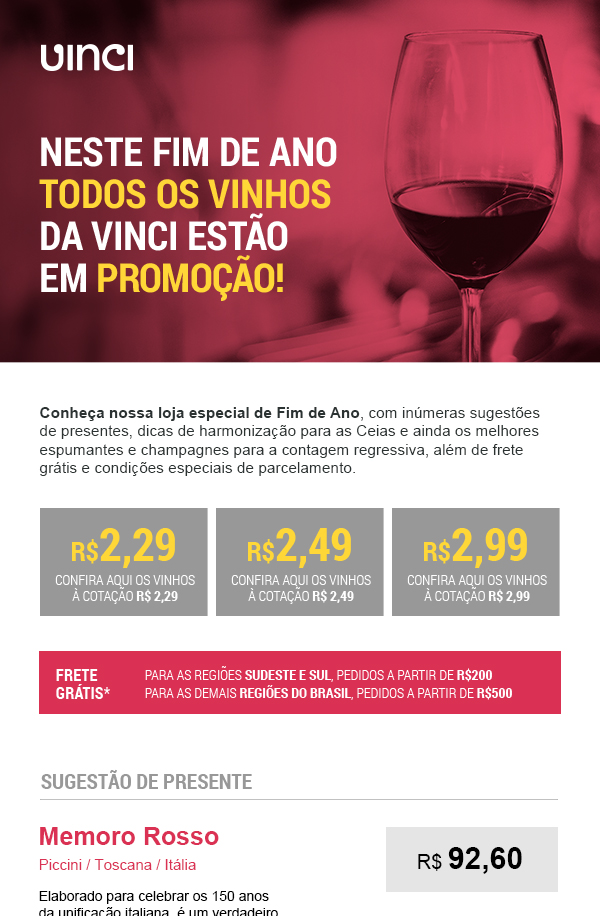 vinci
NESTE FIM DE ANO
TODOS OS VINHOS
DA VINCI ESTÃO
EM PROMOÇÃO!
Conheça nossa loja especial de Fim de Ano, com inúmeras sugestões
de presentes, dicas de harmonização para as Ceias e ainda os melhores
espumantes e champagnes para a contagem regressiva, além de frete
grátis e condições especiais de parcelamento.
R$2,29
CONFIRA AQUI OS VINHOS
À COTAÇÃO R$ 2,29
R$2,49
CONFIRA AQUI OS VINHOS
À COTAÇÃO R$ 2,49
R$2,99
CONFIRA AQUI OS VINHOS
À COTAÇÃO R$ 2,99
FRETE
GRÁTIS*
PARA AS REGIÕES SUDESTE E SUL, PEDIDOS A PARTIR DE R$200
PARA AS DEMAIS REGIÕES DO BRASIL, PEDIDOS A PARTIR DE R$500
SUGESTÃO DE PRESENTE
Memoro Rosso
Piccini / Toscana / Itália
R$ 92,60
Elaborado para celebrar os 150 anos
da unificação italiana, é um verdadeiro